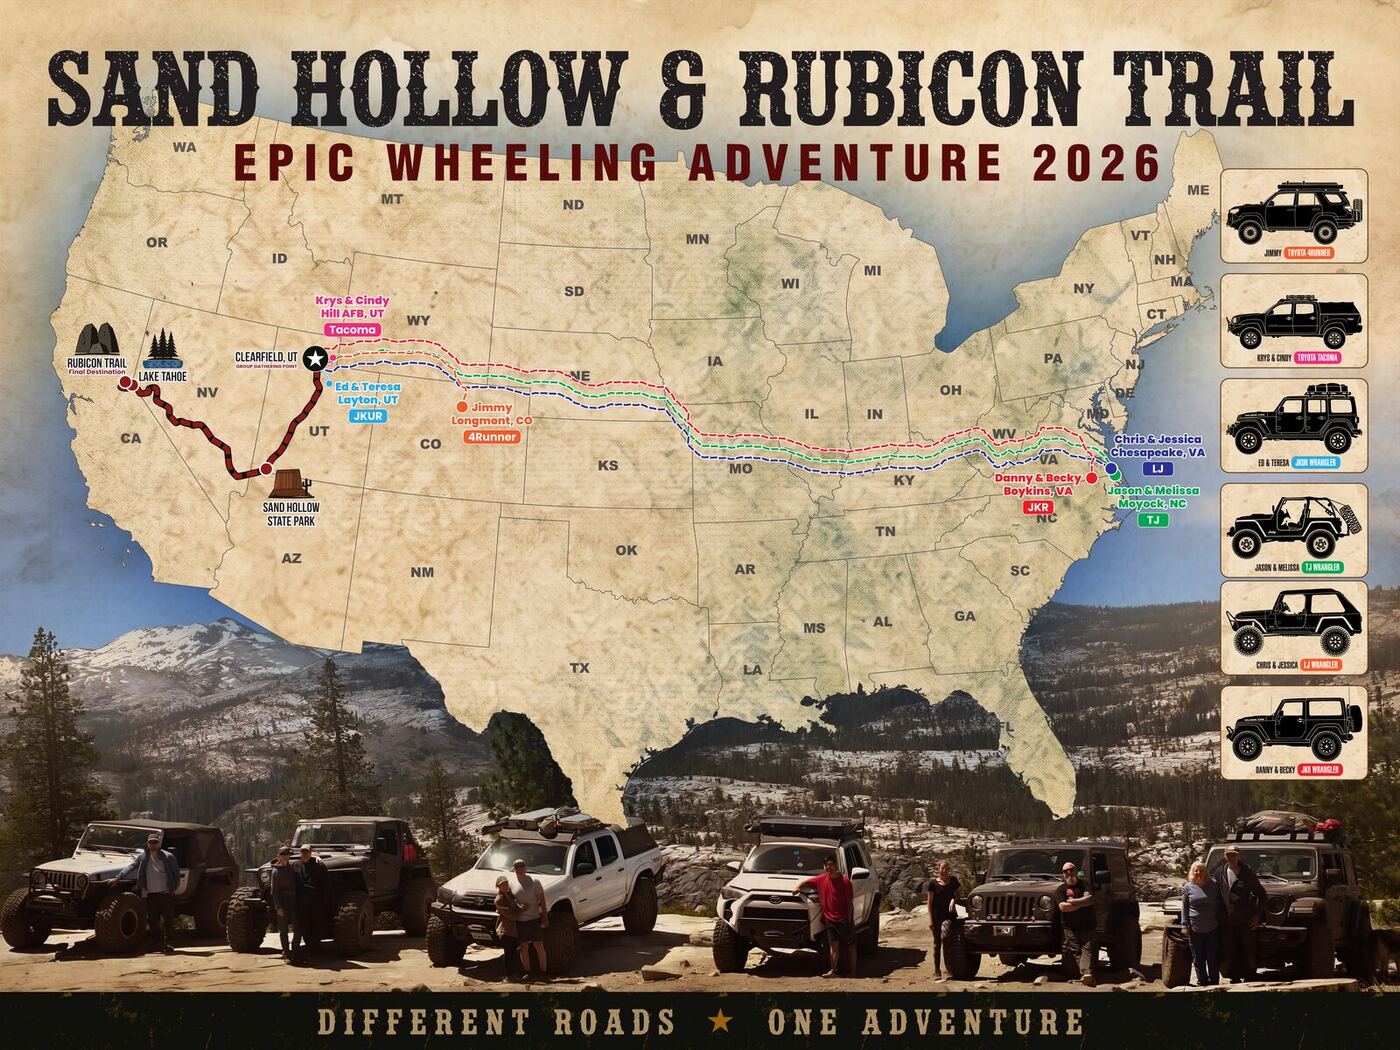 SAND HOLLOW & RUBICON TRAIL
EPIC WHEELING ADVENTURE 2026
WA
OR
ID
MT
ND
SD
MN
WI
MI
WY
NE
IA
IL
IN
OH
PA
NY
VT
NH
ME
MA
CT
NJ
DE
MD
WV
VA
KY
NC
TN
SC
GA
AL
MS
LA
AR
MO
KS
OK
TX
NM
AZ
CO
UT
NV
CA
FL
RUBICON TRAIL
Final Destination
LAKE TAHOE
CLEARFIELD, UT
GROUP GATHERING POINT
SAND HOLLOW
STATE PARK
Krys & Cindy
Hill AFB, UT
Tacoma
Ed & Teresa
Layton, UT
JKUR
Jimmy
Longmont, CO
4Runner
Chris & Jessica
Chesapeake, VA
LJ
Danny & Becky
Boykins, VA
JKR
Jason & Melissa
Moyock, NC
TJ
JIMMY TOYOTA 4RUNNER
KRYS & CINDY TOYOTA TACOMA
ED & TERESA JKUR WRANGLER
JASON & MELISSA TJ WRANGLER
CHRIS & JESSICA LJ WRANGLER
DANNY & BECKY JKR WRANGLER
DIFFERENT ROADS ★ ONE ADVENTURE